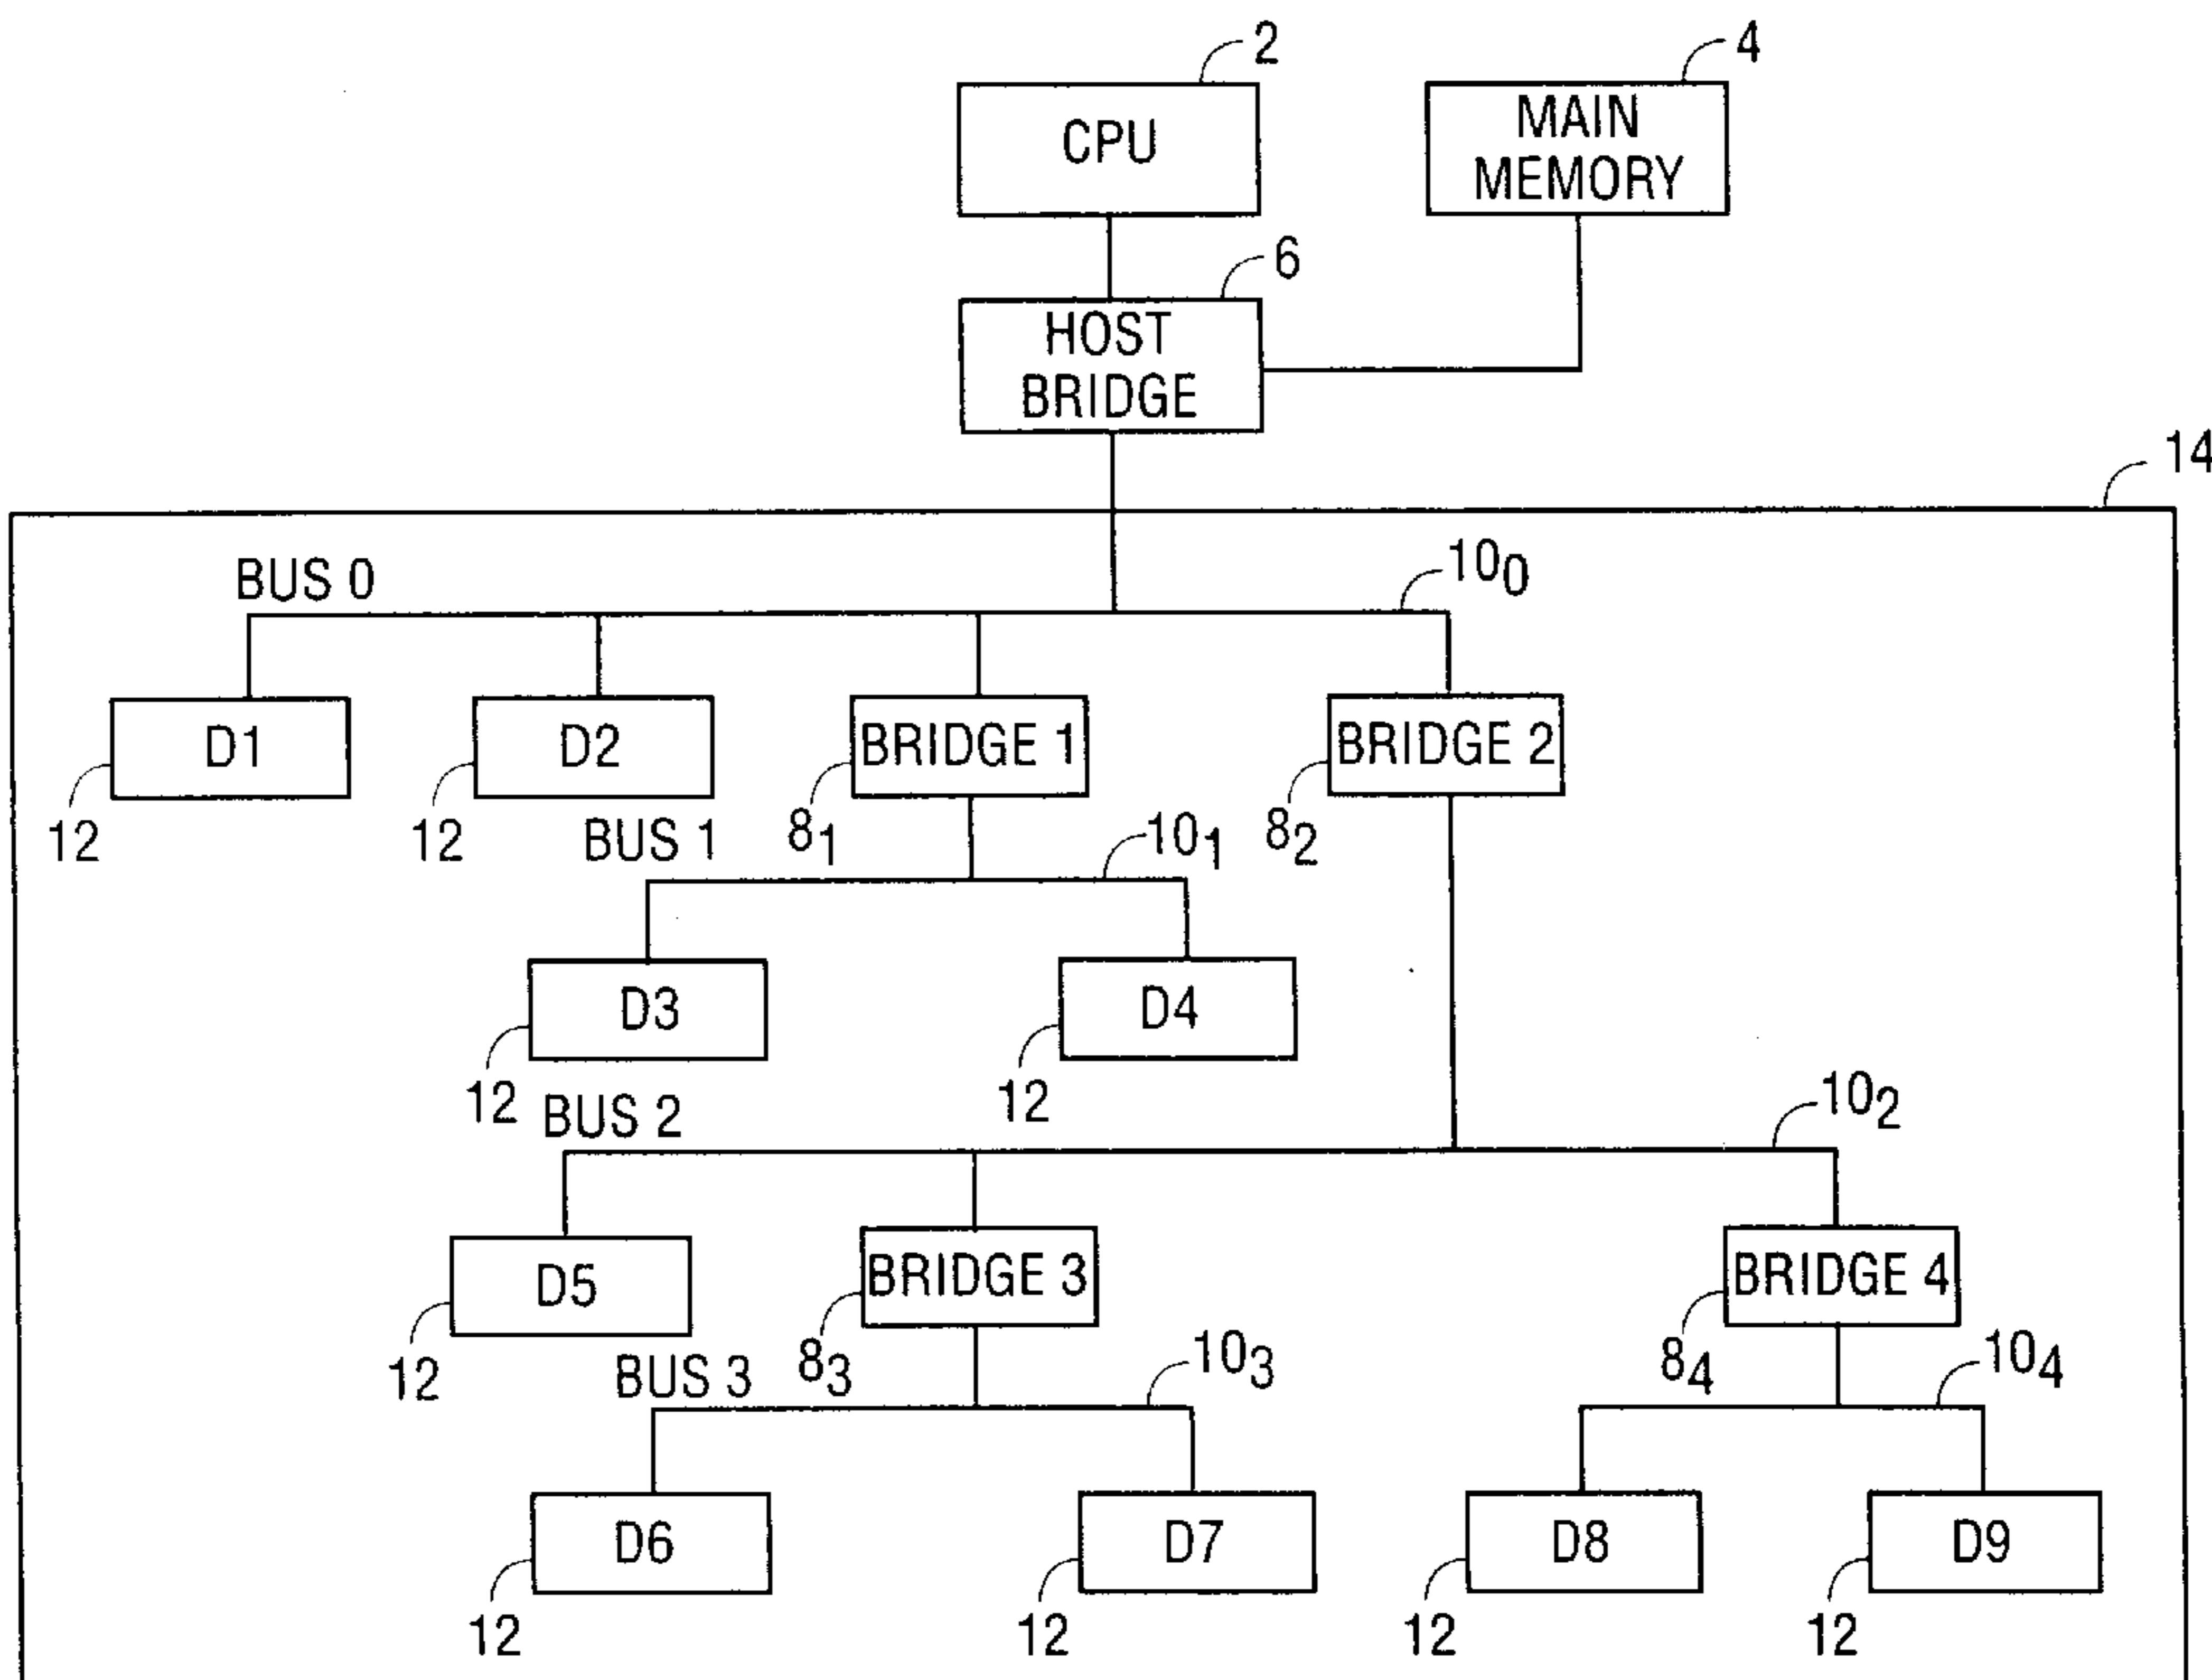 2
4
CPU
MAIN
MEMORY
6
HOST
BRIDGE
14
BUS 0
10₀
D1
D2
BRIDGE 1
BRIDGE 2
12
12
BUS 1
8₁
10₁
8₂
D3
D4
12
BUS 2
12
10₂
D5
BRIDGE 3
BRIDGE 4
12
BUS 3
8₃
10₃
8₄
10₄
D6
D7
D8
D9
12
12
12
12